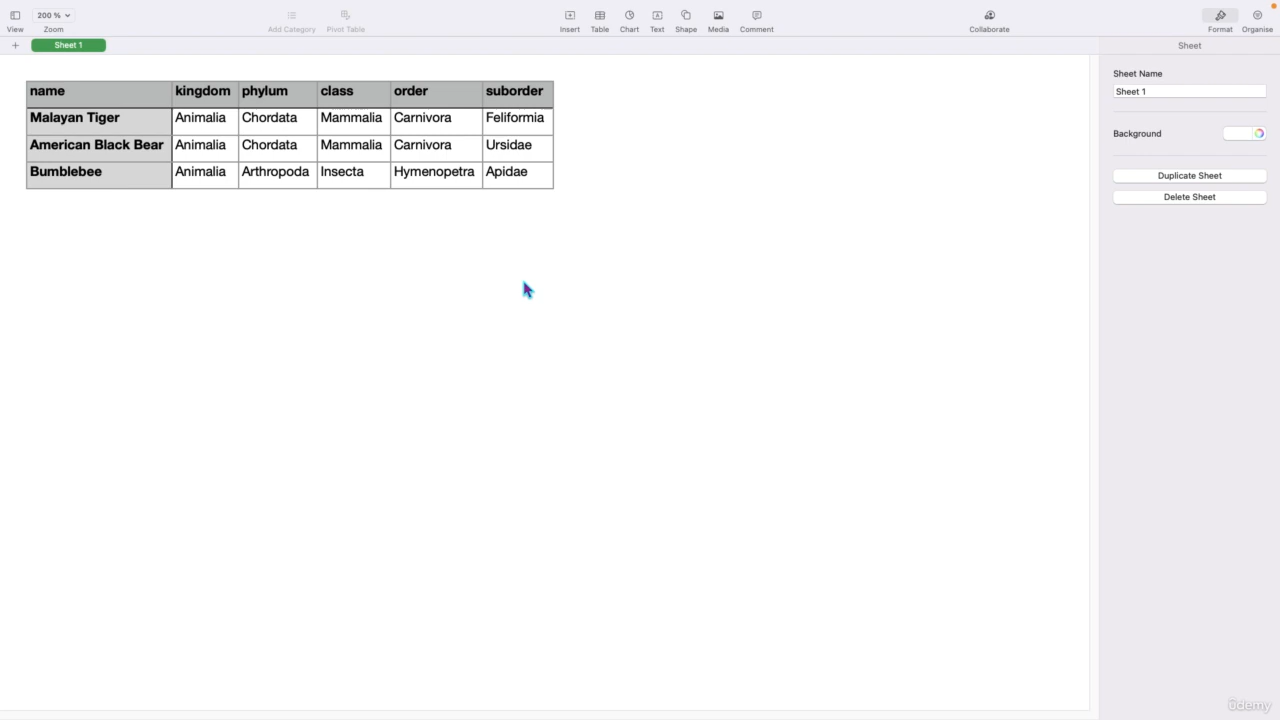 200 %
View Zoom Add Category Pivot Table Insert Table Chart Text Shape Media Comment Collaborate Format Organise
Sheet 1
Sheet
name kingdom phylum class order suborder
Malayan Tiger Animalia Chordata Mammalia Carnivora Feliformia
American Black Bear Animalia Chordata Mammalia Carnivora Ursidae
Bumblebee Animalia Arthropoda Insecta Hymenopetra Apidae
Sheet Name
Sheet 1
Background
Duplicate Sheet
Delete Sheet
ûdemy